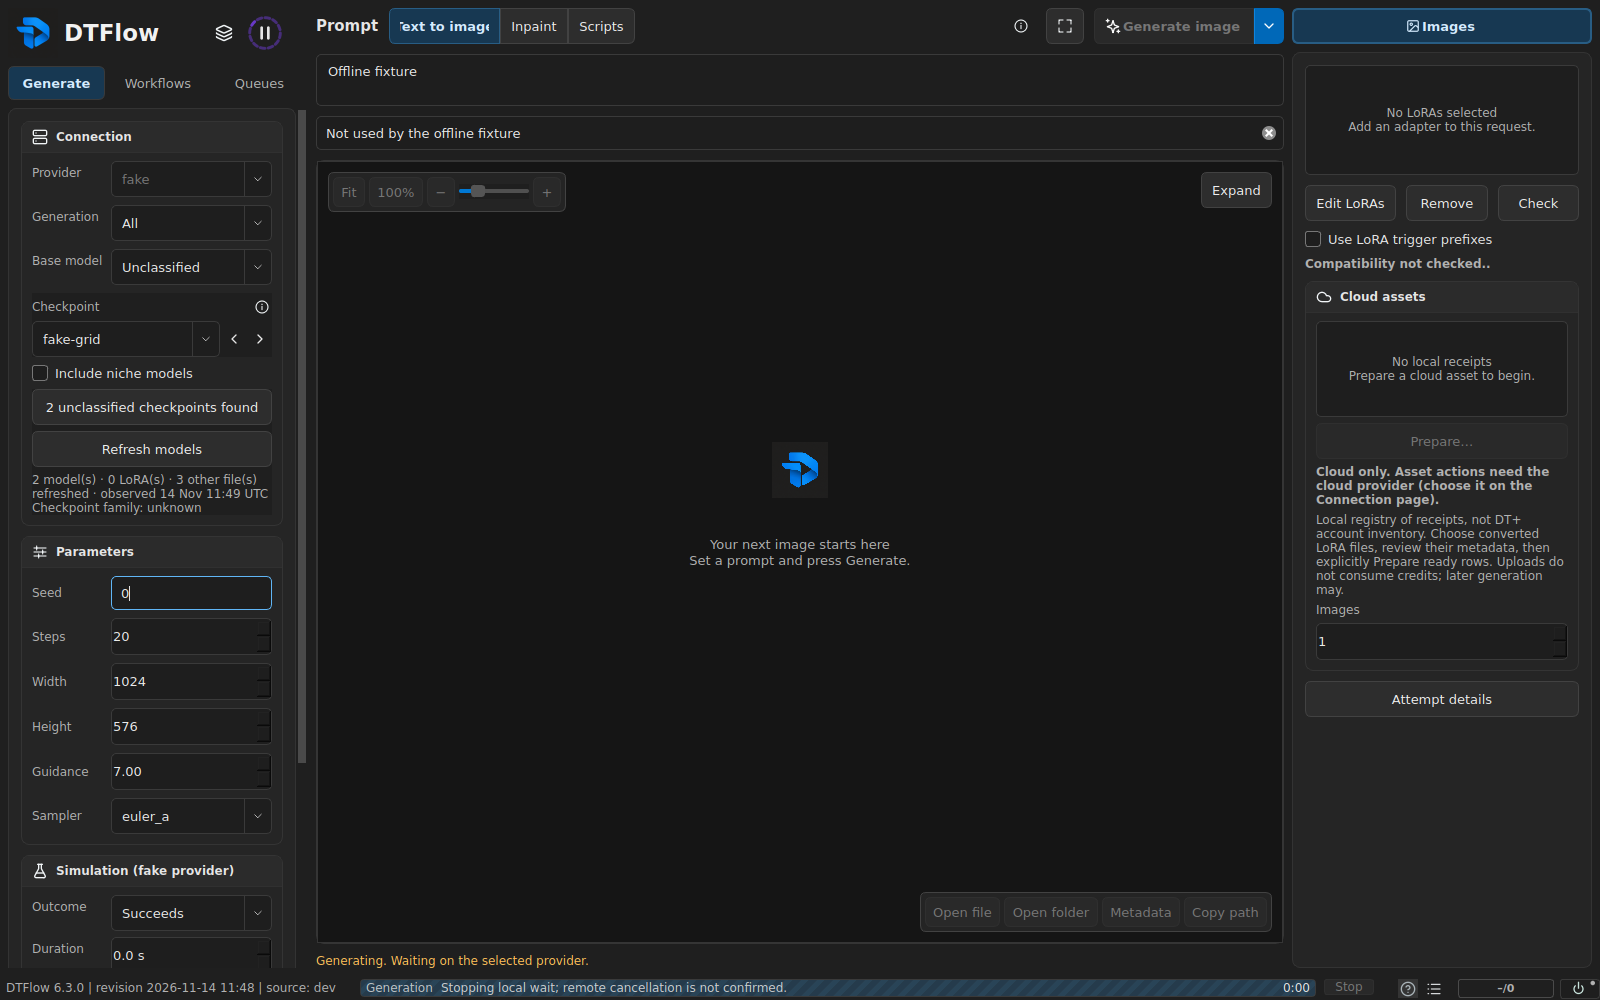 DTFlow
Generate
Workflows
Queues
Connection
Provider
fake
Generation
All
Base model
Unclassified
Checkpoint
fake-grid
Include niche models
2 unclassified checkpoints found
Refresh models
2 model(s) · 0 LoRA(s) · 3 other file(s)
refreshed · observed 14 Nov 11:49 UTC
Checkpoint family: unknown
Parameters
Seed
0
Steps
20
Width
1024
Height
576
Guidance
7.00
Sampler
euler_a
Simulation (fake provider)
Outcome
Succeeds
Duration
0.0 s
Prompt
Text to image
Inpaint
Scripts
Generate image
Offline fixture
Not used by the offline fixture
Fit
100%
−
+
Expand
Your next image starts here
Set a prompt and press Generate.
Open file
Open folder
Metadata
Copy path
Generating. Waiting on the selected provider.
Images
No LoRAs selected
Add an adapter to this request.
Edit LoRAs
Remove
Check
Use LoRA trigger prefixes
Compatibility not checked..
Cloud assets
No local receipts
Prepare a cloud asset to begin.
Prepare...
Cloud only. Asset actions need the
cloud provider (choose it on the
Connection page).
Local registry of receipts, not DT+
account inventory. Choose converted
LoRA files, review their metadata, then
explicitly Prepare ready rows. Uploads do
not consume credits; later generation
may.
Images
1
Attempt details
DTFlow 6.3.0 | revision 2026-11-14 11:48 | source: dev
Generation Stopping local wait; remote cancellation is not confirmed.
0:00
Stop
-/0